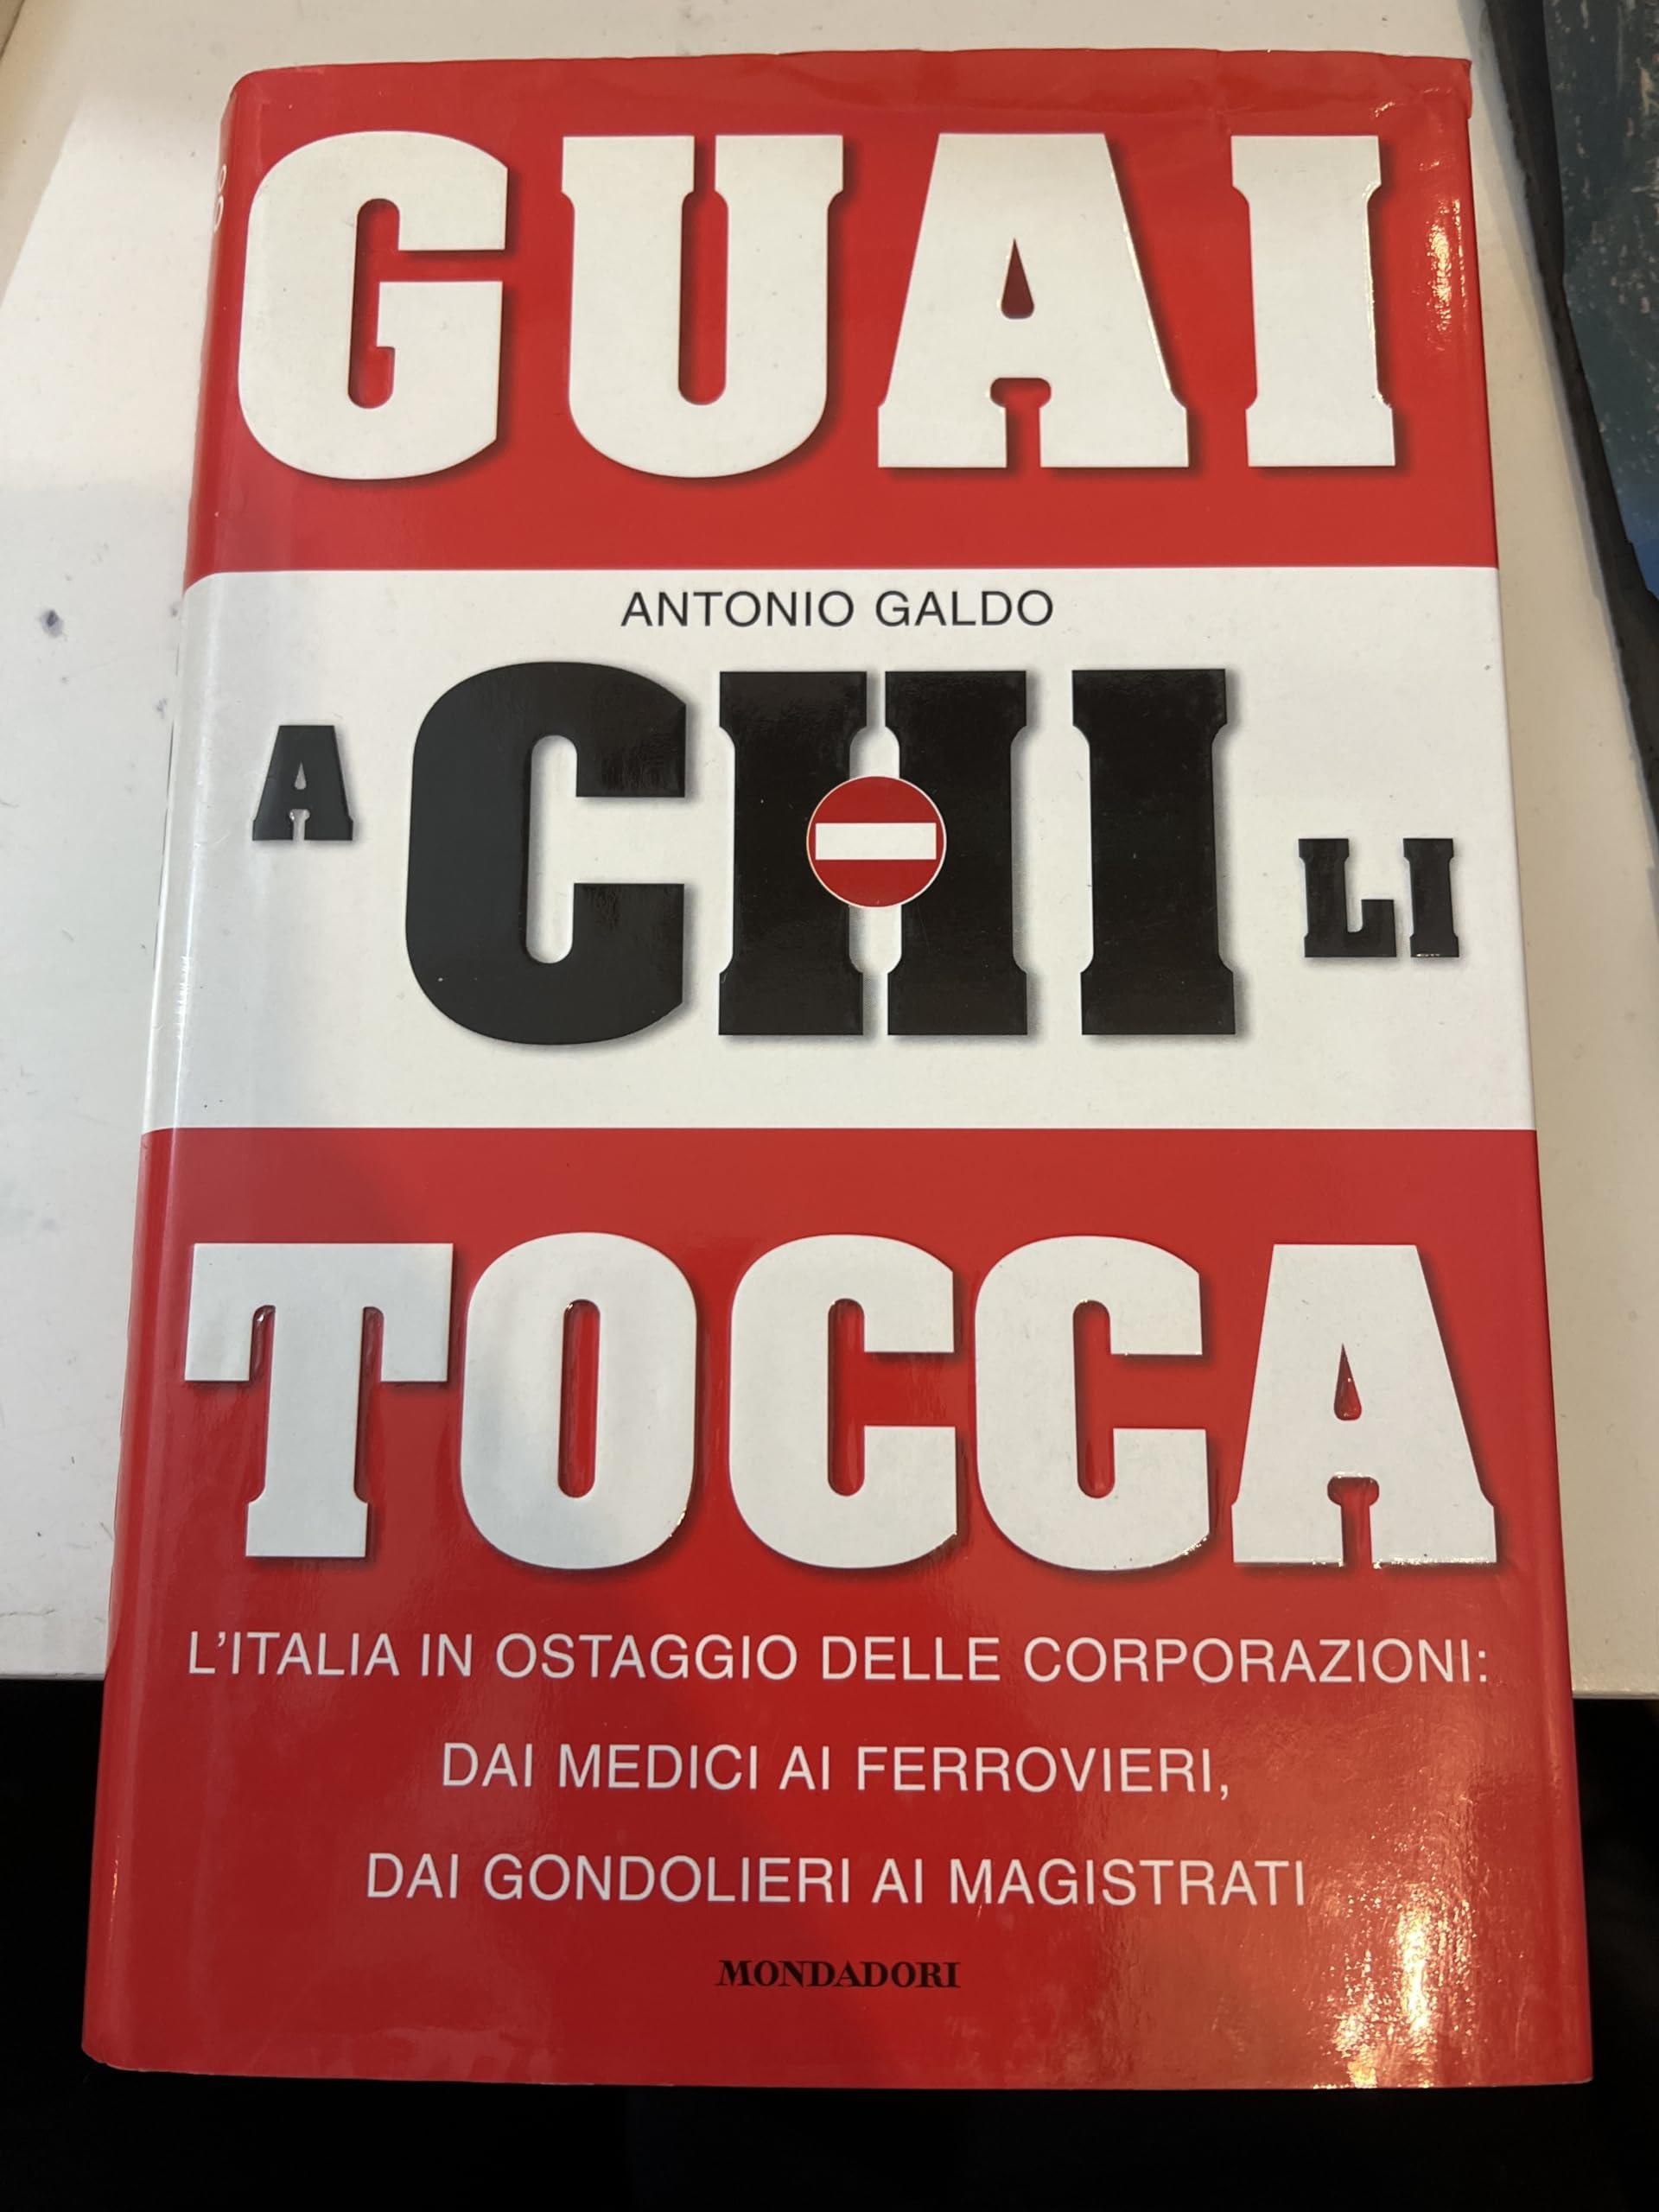 GUAI
ANTONIO GALDO
A CHI LI
TOCCA
L'ITALIA IN OSTAGGIO DELLE CORPORAZIONI:
DAI MEDICI AI FERROVIERI,
DAI GONDOLIERI AI MAGISTRATI
MONDADORI